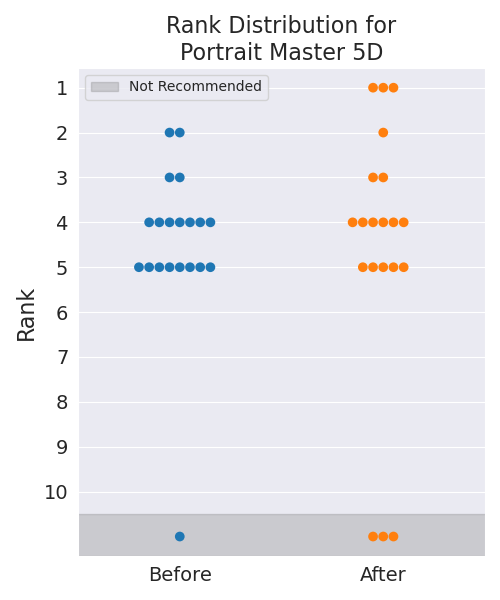 Rank Distribution for
Portrait Master 5D
Not Recommended
Rank
1
2
3
4
5
6
7
8
9
10
Before
After